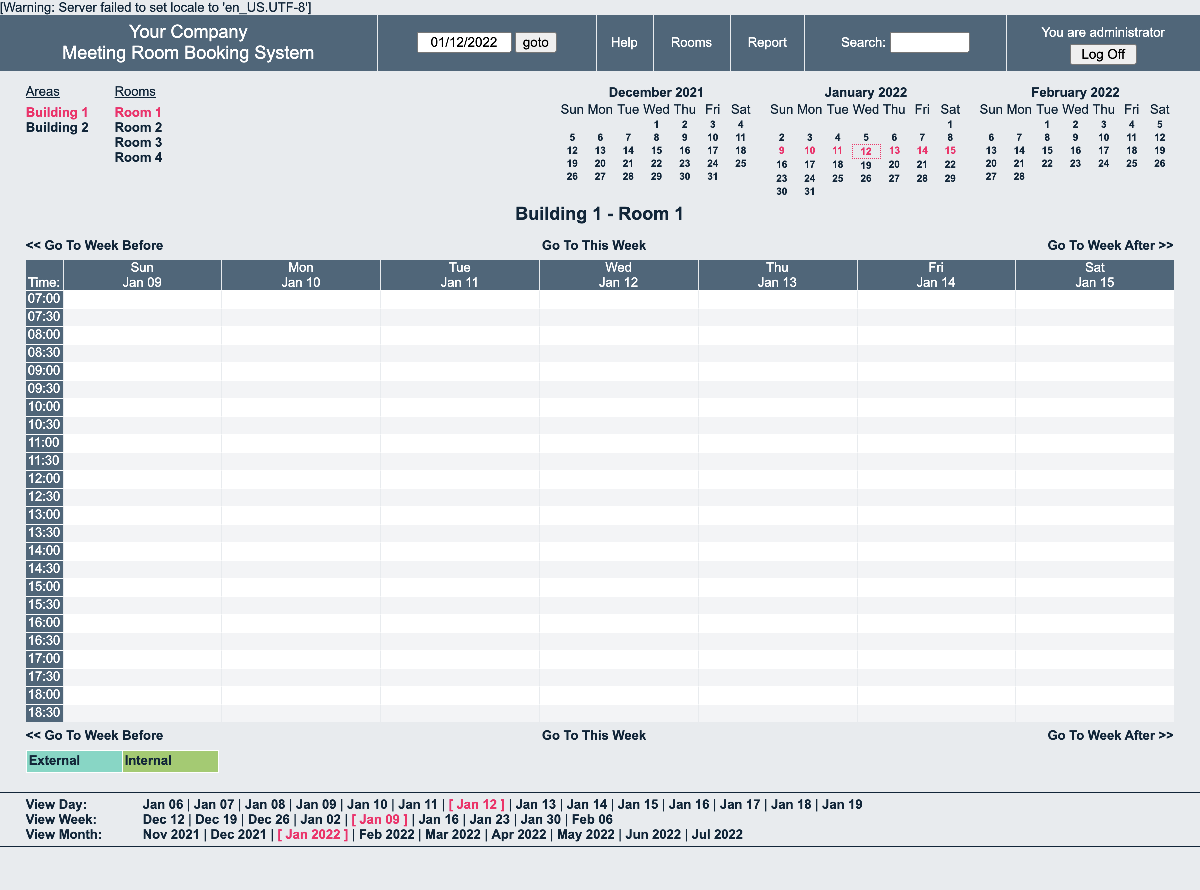 [Warning: Server failed to set locale to 'en_US.UTF-8']
Your Company
Meeting Room Booking System
01/12/2022 goto
Help
Rooms
Report
Search:
You are administrator
Log Off
Areas
Building 1
Building 2
Rooms
Room 1
Room 2
Room 3
Room 4
December 2021
Sun Mon Tue Wed Thu Fri Sat
1 2 3 4
5 6 7 8 9 10 11
12 13 14 15 16 17 18
19 20 21 22 23 24 25
26 27 28 29 30 31
January 2022
Sun Mon Tue Wed Thu Fri Sat
1
2 3 4 5 6 7 8
9 10 11 12 13 14 15
16 17 18 19 20 21 22
23 24 25 26 27 28 29
30 31
February 2022
Sun Mon Tue Wed Thu Fri Sat
1 2 3 4 5
6 7 8 9 10 11 12
13 14 15 16 17 18 19
20 21 22 23 24 25 26
27 28
Building 1 - Room 1
<< Go To Week Before Go To This Week Go To Week After >>
Sun Mon Tue Wed Thu Fri Sat
Time: Jan 09 Jan 10 Jan 11 Jan 12 Jan 13 Jan 14 Jan 15
07:00
07:30
08:00
08:30
09:00
09:30
10:00
10:30
11:00
11:30
12:00
12:30
13:00
13:30
14:00
14:30
15:00
15:30
16:00
16:30
17:00
17:30
18:00
18:30
<< Go To Week Before Go To This Week Go To Week After >>
External Internal
View Day: Jan 06 | Jan 07 | Jan 08 | Jan 09 | Jan 10 | Jan 11 | [ Jan 12 ] | Jan 13 | Jan 14 | Jan 15 | Jan 16 | Jan 17 | Jan 18 | Jan 19
View Week: Dec 12 | Dec 19 | Dec 26 | Jan 02 | [ Jan 09 ] | Jan 16 | Jan 23 | Jan 30 | Feb 06
View Month: Nov 2021 | Dec 2021 | [ Jan 2022 ] | Feb 2022 | Mar 2022 | Apr 2022 | May 2022 | Jun 2022 | Jul 2022